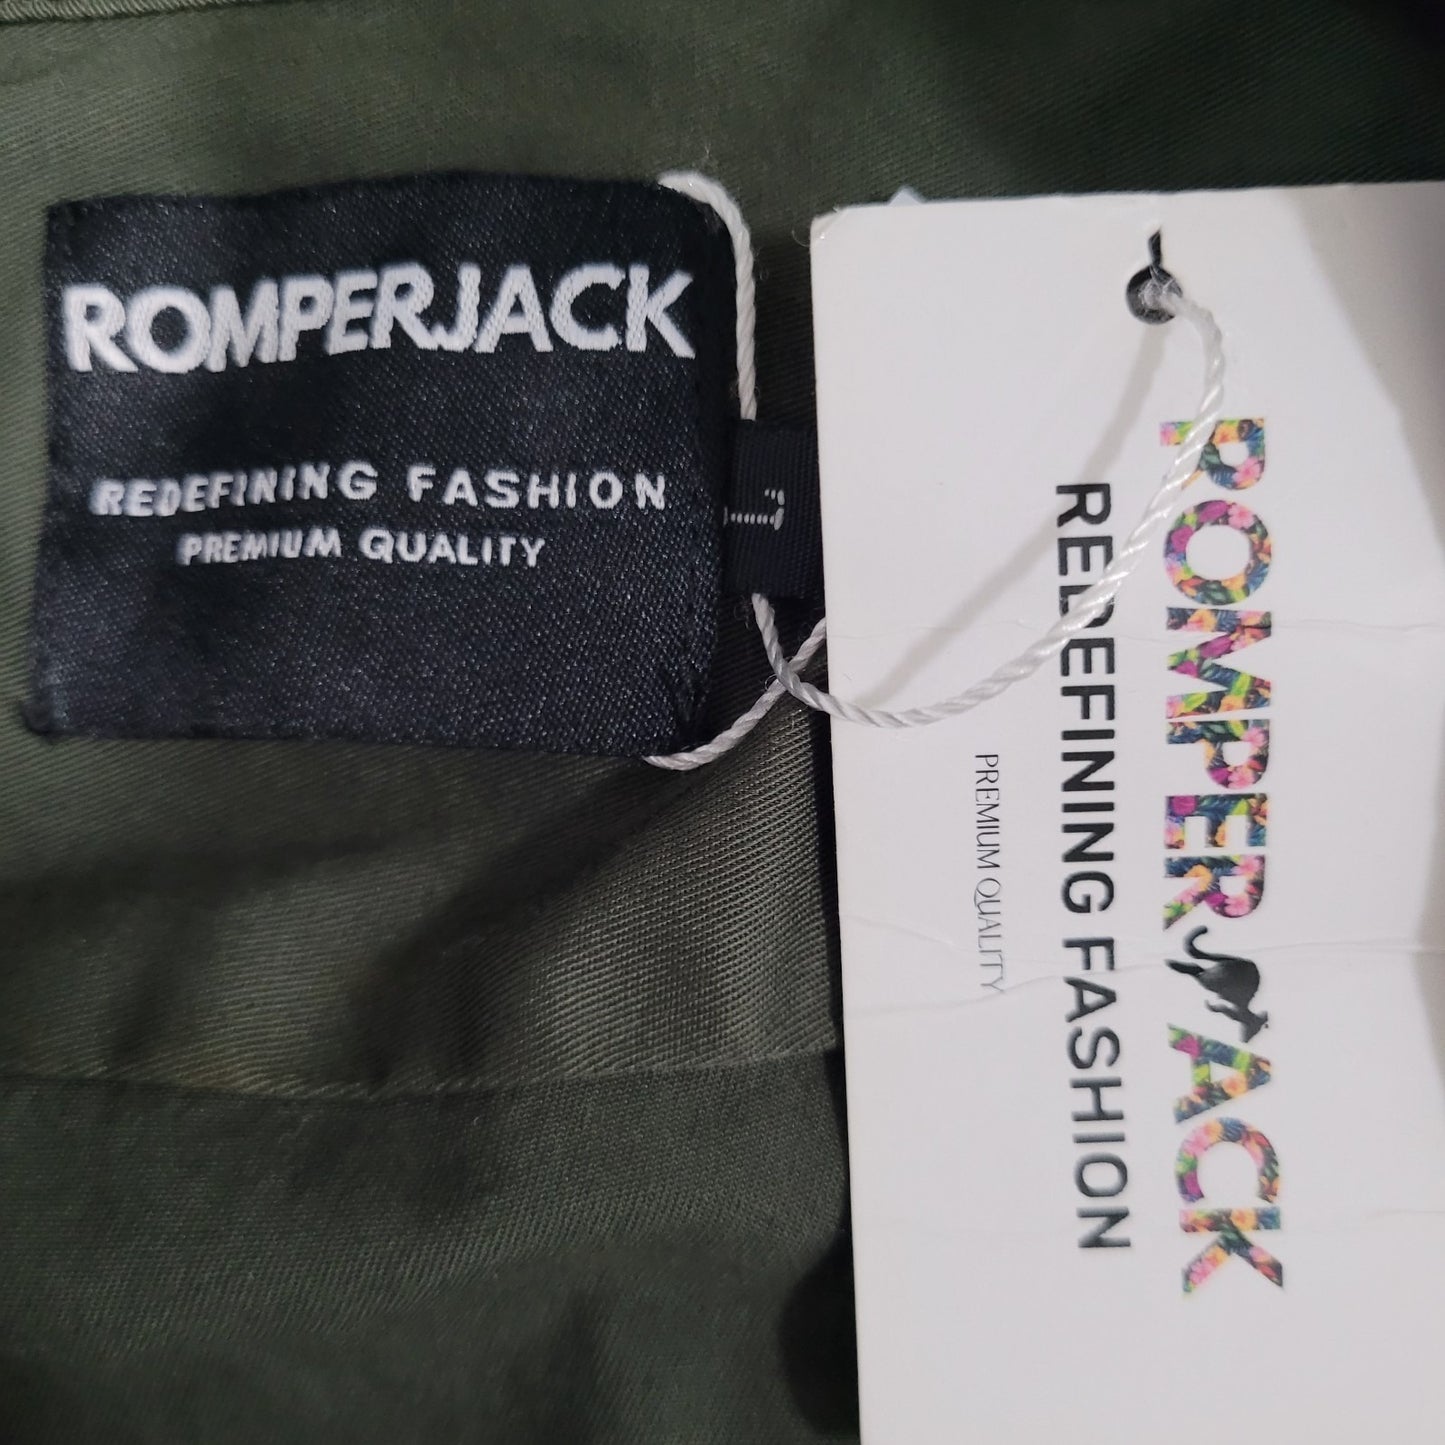 ROMPERJACK
REDEFINING FASHION
PREMIUM QUALITY
L
ROMPERJACK
REDEFINING FASHION
PREMIUM QUALITY